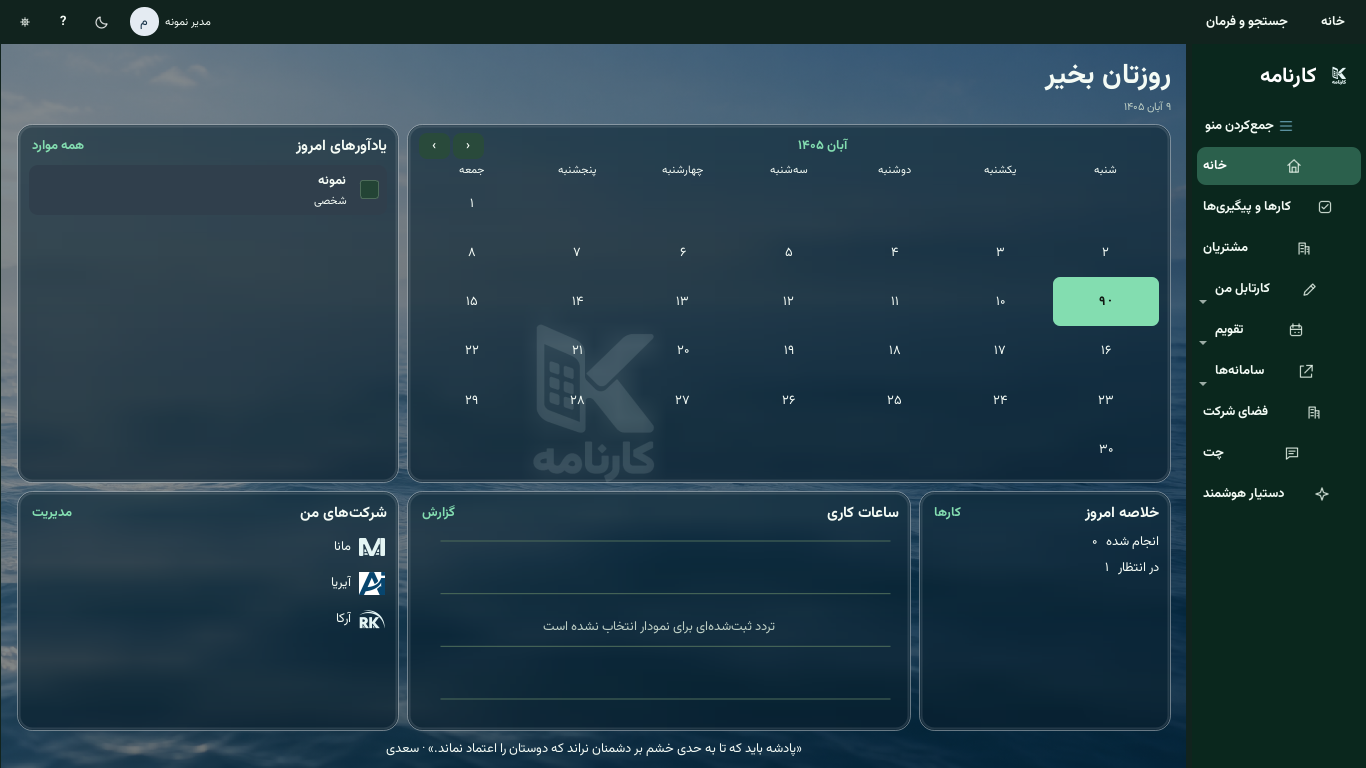 خانه
جستجو و فرمان
مدیر نمونه
م
?
کارنامه
کارنامه
جمع‌کردن منو
خانه
کارها و پیگیری‌ها
مشتریان
کارتابل من
تقویم
سامانه‌ها
فضای شرکت
چت
دستیار هوشمند
روزتان بخیر
۹ آبان ۱۴۰۵
آبان ۱۴۰۵
› ‹
شنبه یکشنبه دوشنبه سه‌شنبه چهارشنبه پنجشنبه جمعه
۱
۲ ۳ ۴ ۵ ۶ ۷ ۸
۹۰ ۱۰ ۱۱ ۱۲ ۱۳ ۱۴ ۱۵
۱۶ ۱۷ ۱۸ ۱۹ ۲۰ ۲۱ ۲۲
۲۳ ۲۴ ۲۵ ۲۶ ۲۷ ۲۸ ۲۹
۳۰
کارنامه
یادآورهای امروز
همه موارد
نمونه
شخصی
خلاصه امروز
کارها
انجام شده ۰
در انتظار ۱
ساعات کاری
گزارش
تردد ثبت‌شده‌ای برای نمودار انتخاب نشده است
شرکت‌های من
مدیریت
مانا
آیریا
RK آرکا
«پادشه باید که تا به حدی خشم بر دشمنان نراند که دوستان را اعتماد نماند.» · سعدی